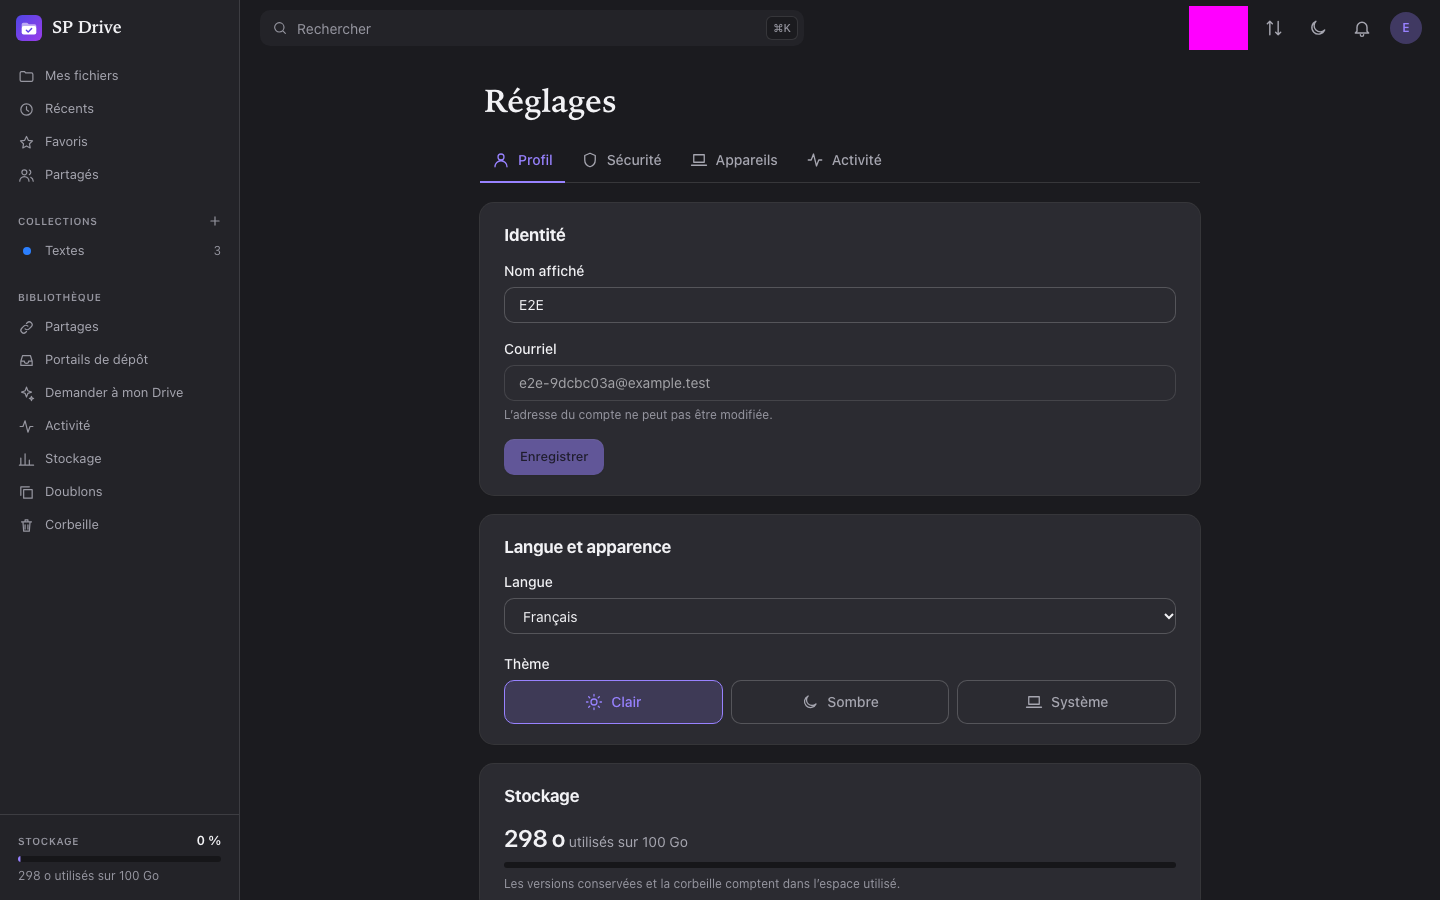 SP Drive
Rechercher
⌘K
E
Mes fichiers
Récents
Favoris
Partagés
COLLECTIONS
Textes
3
BIBLIOTHÈQUE
Partages
Portails de dépôt
Demander à mon Drive
Activité
Stockage
Doublons
Corbeille
STOCKAGE
0 %
298 o utilisés sur 100 Go
Réglages
Profil
Sécurité
Appareils
Activité
Identité
Nom affiché
E2E
Courriel
e2e-9dcbc03a@example.test
L'adresse du compte ne peut pas être modifiée.
Enregistrer
Langue et apparence
Langue
Français
Thème
Clair
Sombre
Système
Stockage
298 o utilisés sur 100 Go
Les versions conservées et la corbeille comptent dans l'espace utilisé.